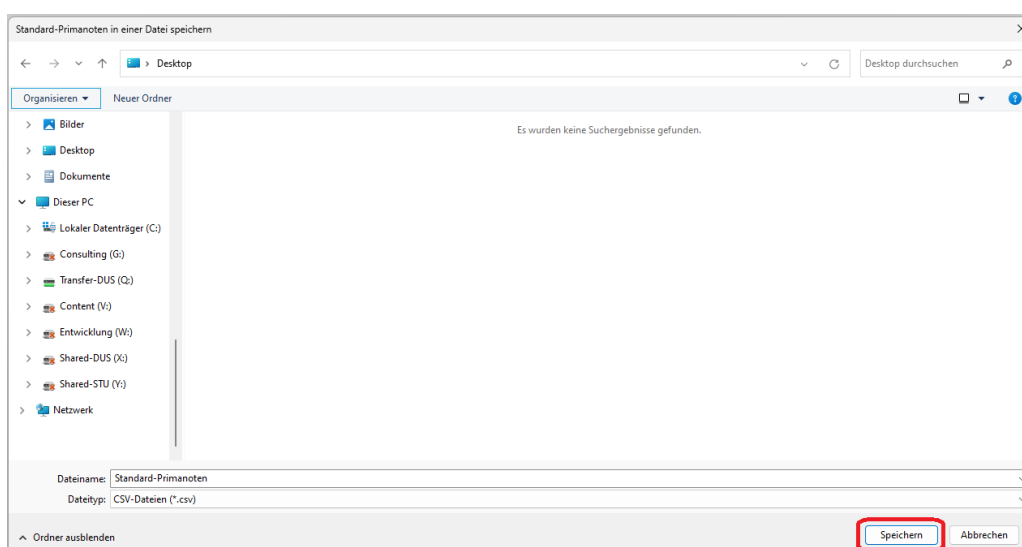 Standard-Primanoten in einer Datei speichern
Desktop
Desktop durchsuchen
Organisieren
Neuer Ordner
Bilder
Desktop
Dokumente
Dieser PC
Lokaler Datenträger (C:)
Consulting (G:)
Transfer-DUS (Q:)
Content (V:)
Entwicklung (W:)
Shared-DUS (X:)
Shared-STU (Y:)
Netzwerk
Es wurden keine Suchergebnisse gefunden.
Dateiname: Standard-Primanoten
Dateityp: CSV-Dateien (*.csv)
Ordner ausblenden
Speichern
Abbrechen